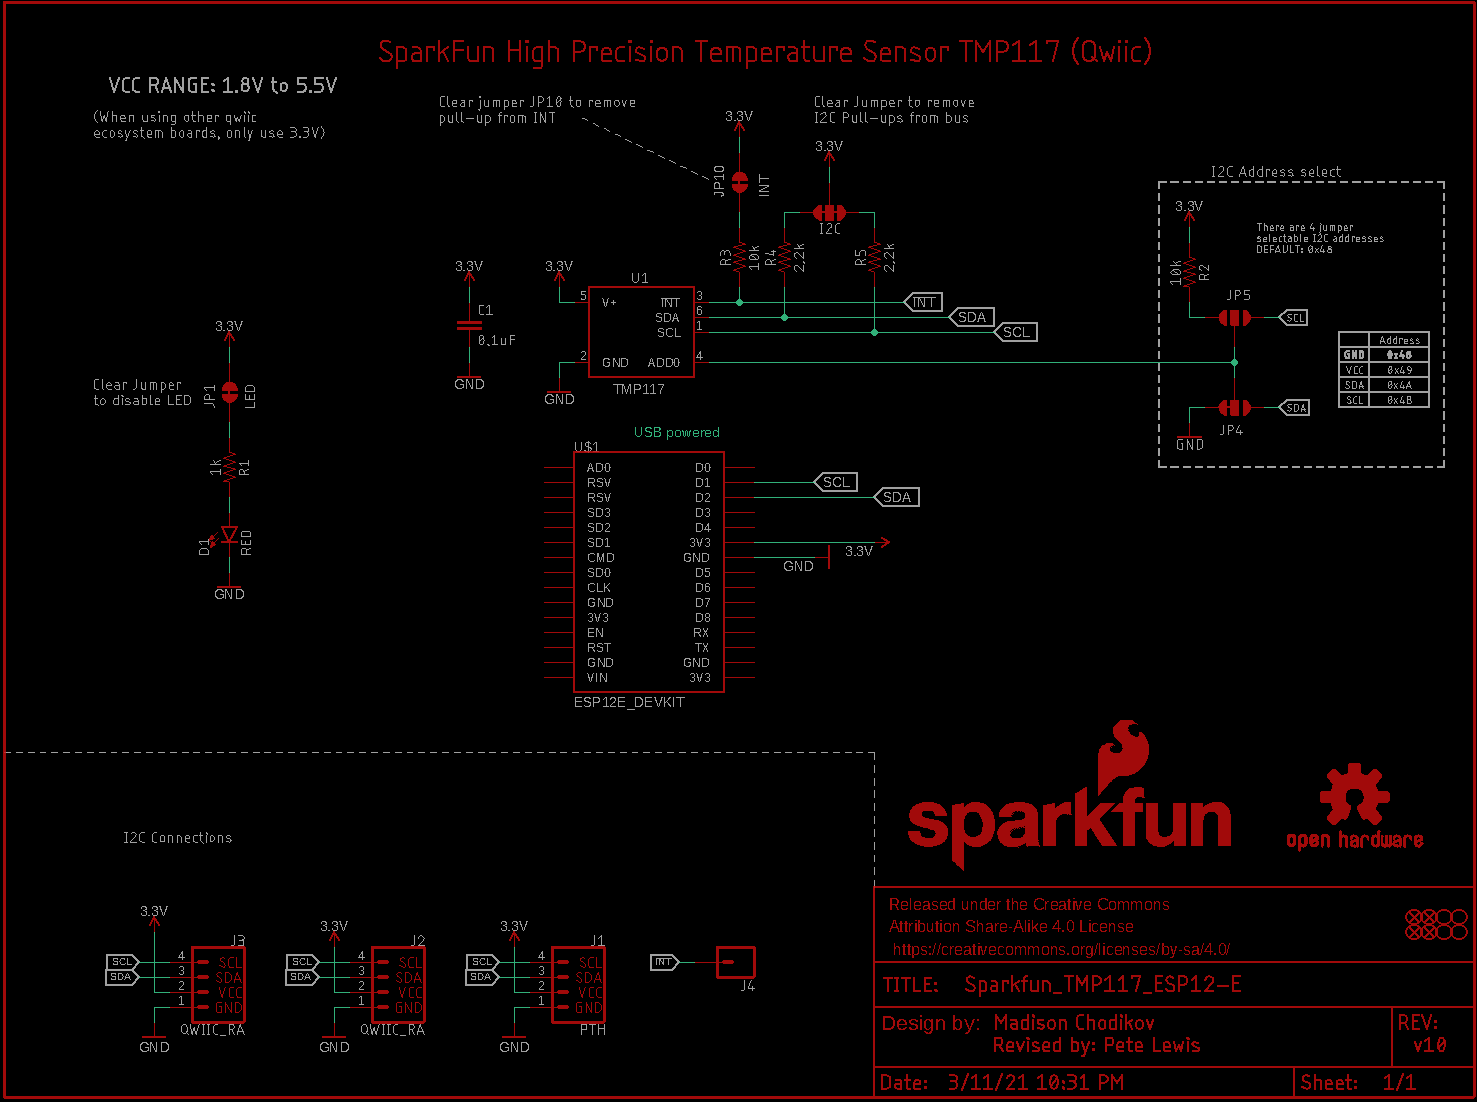 SparkFun High Precision Temperature Sensor TMP117 (Qwiic)
VCC RANGE: 1.8V to 5.5V
(When using other qwiic
ecosystem boards, only use 3.3V)
Clear jumper JP10 to remove
pull-up from INT
Clear Jumper to remove
I2C Pull-ups from bus
3.3V
JP10
INT
R3
10k
3.3V
I2C
R4
2.2k
R5
2.2k
I2C Address select
3.3V
10k
R2
There are 4 jumper
selectable I2C addresses
DEFAULT: 0x48
JP5
SCL
Address
GND 0x48
VCC 0x49
SDA 0x4A
SCL 0x4B
SDA
JP4
GND
3.3V
C1
0.1uF
GND
3.3V
U1
5 V+
2 GND
INT 3
SDA 6
SCL 1
ADD0 4
TMP117
GND
INT
SDA
SCL
3.3V
Clear Jumper
to disable LED
JP1
LED
1k
R1
D1
RED
GND
USB powered
U$1
AD0 D0
RSV D1
RSV D2
SD3 D3
SD2 D4
SD1 3V3
CMD GND
SD0 D5
CLK D6
GND D7
3V3 D8
EN RX
RST TX
GND GND
VIN 3V3
ESP12E_DEVKIT
SCL
SDA
3.3V
GND
I2C Connections
3.3V
J3
SCL 4 SCL
SDA 3 SDA
2 VCC
1 GND
QWIIC_RA
GND
3.3V
J2
SCL 4 SCL
SDA 3 SDA
2 VCC
1 GND
QWIIC_RA
GND
3.3V
J1
SCL 4 SCL
SDA 3 SDA
2 VCC
1 GND
PTH
GND
INT
J4
sparkfun
open hardware
Released under the Creative Commons
Attribution Share-Alike 4.0 License
https://creativecommons.org/licenses/by-sa/4.0/
TITLE: Sparkfun_TMP117_ESP12-E
Design by: Madison Chodikov
Revised by: Pete Lewis
REV:
v10
Date: 3/11/21 10:31 PM
Sheet: 1/1